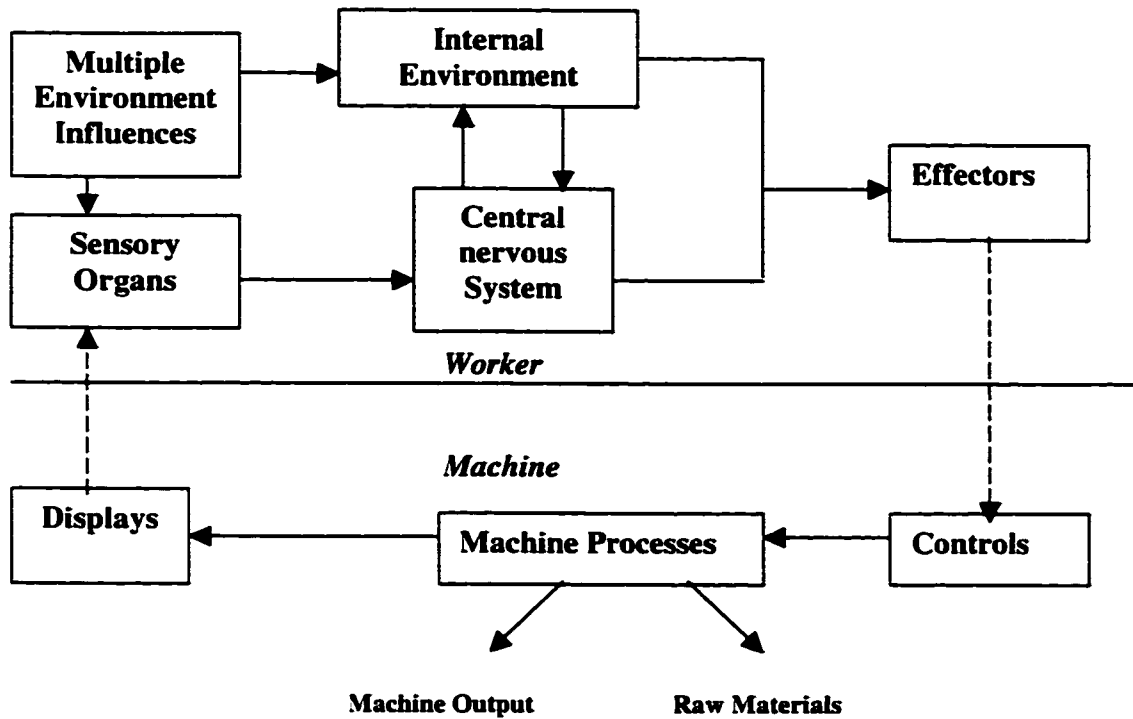 Multiple
Environment
Influences
Internal
Environment
Effectors
Sensory
Organs
Central
nervous
System
Worker
Machine
Displays
Machine Processes
Controls
Machine Output
Raw Materials